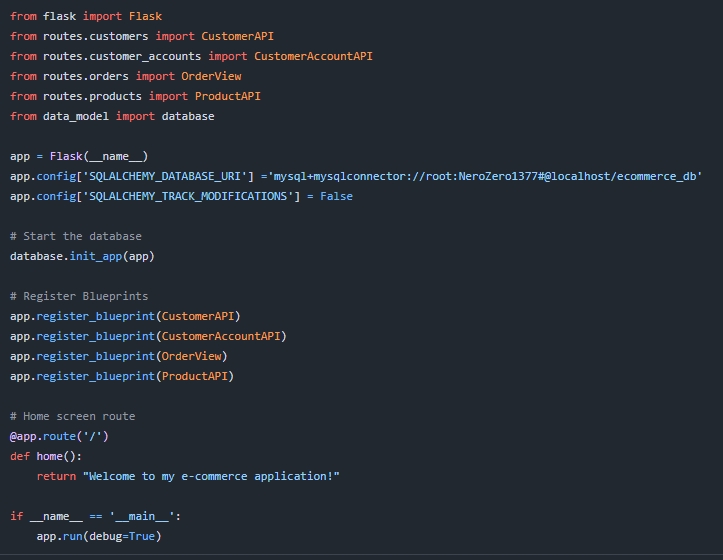 from flask import Flask
from routes.customers import CustomerAPI
from routes.customer_accounts import CustomerAccountAPI
from routes.orders import OrderView
from routes.products import ProductAPI
from data_model import database
app = Flask(__name__)
app.config['SQLALCHEMY_DATABASE_URI'] ='mysql+mysqlconnector://root:NeroZero1377#@localhost/ecommerce_db'
app.config['SQLALCHEMY_TRACK_MODIFICATIONS'] = False
# Start the database
database.init_app(app)
# Register Blueprints
app.register_blueprint(CustomerAPI)
app.register_blueprint(CustomerAccountAPI)
app.register_blueprint(OrderView)
app.register_blueprint(ProductAPI)
# Home screen route
@app.route('/')
def home():
    return "Welcome to my e-commerce application!"
if __name__ == '__main__':
    app.run(debug=True)